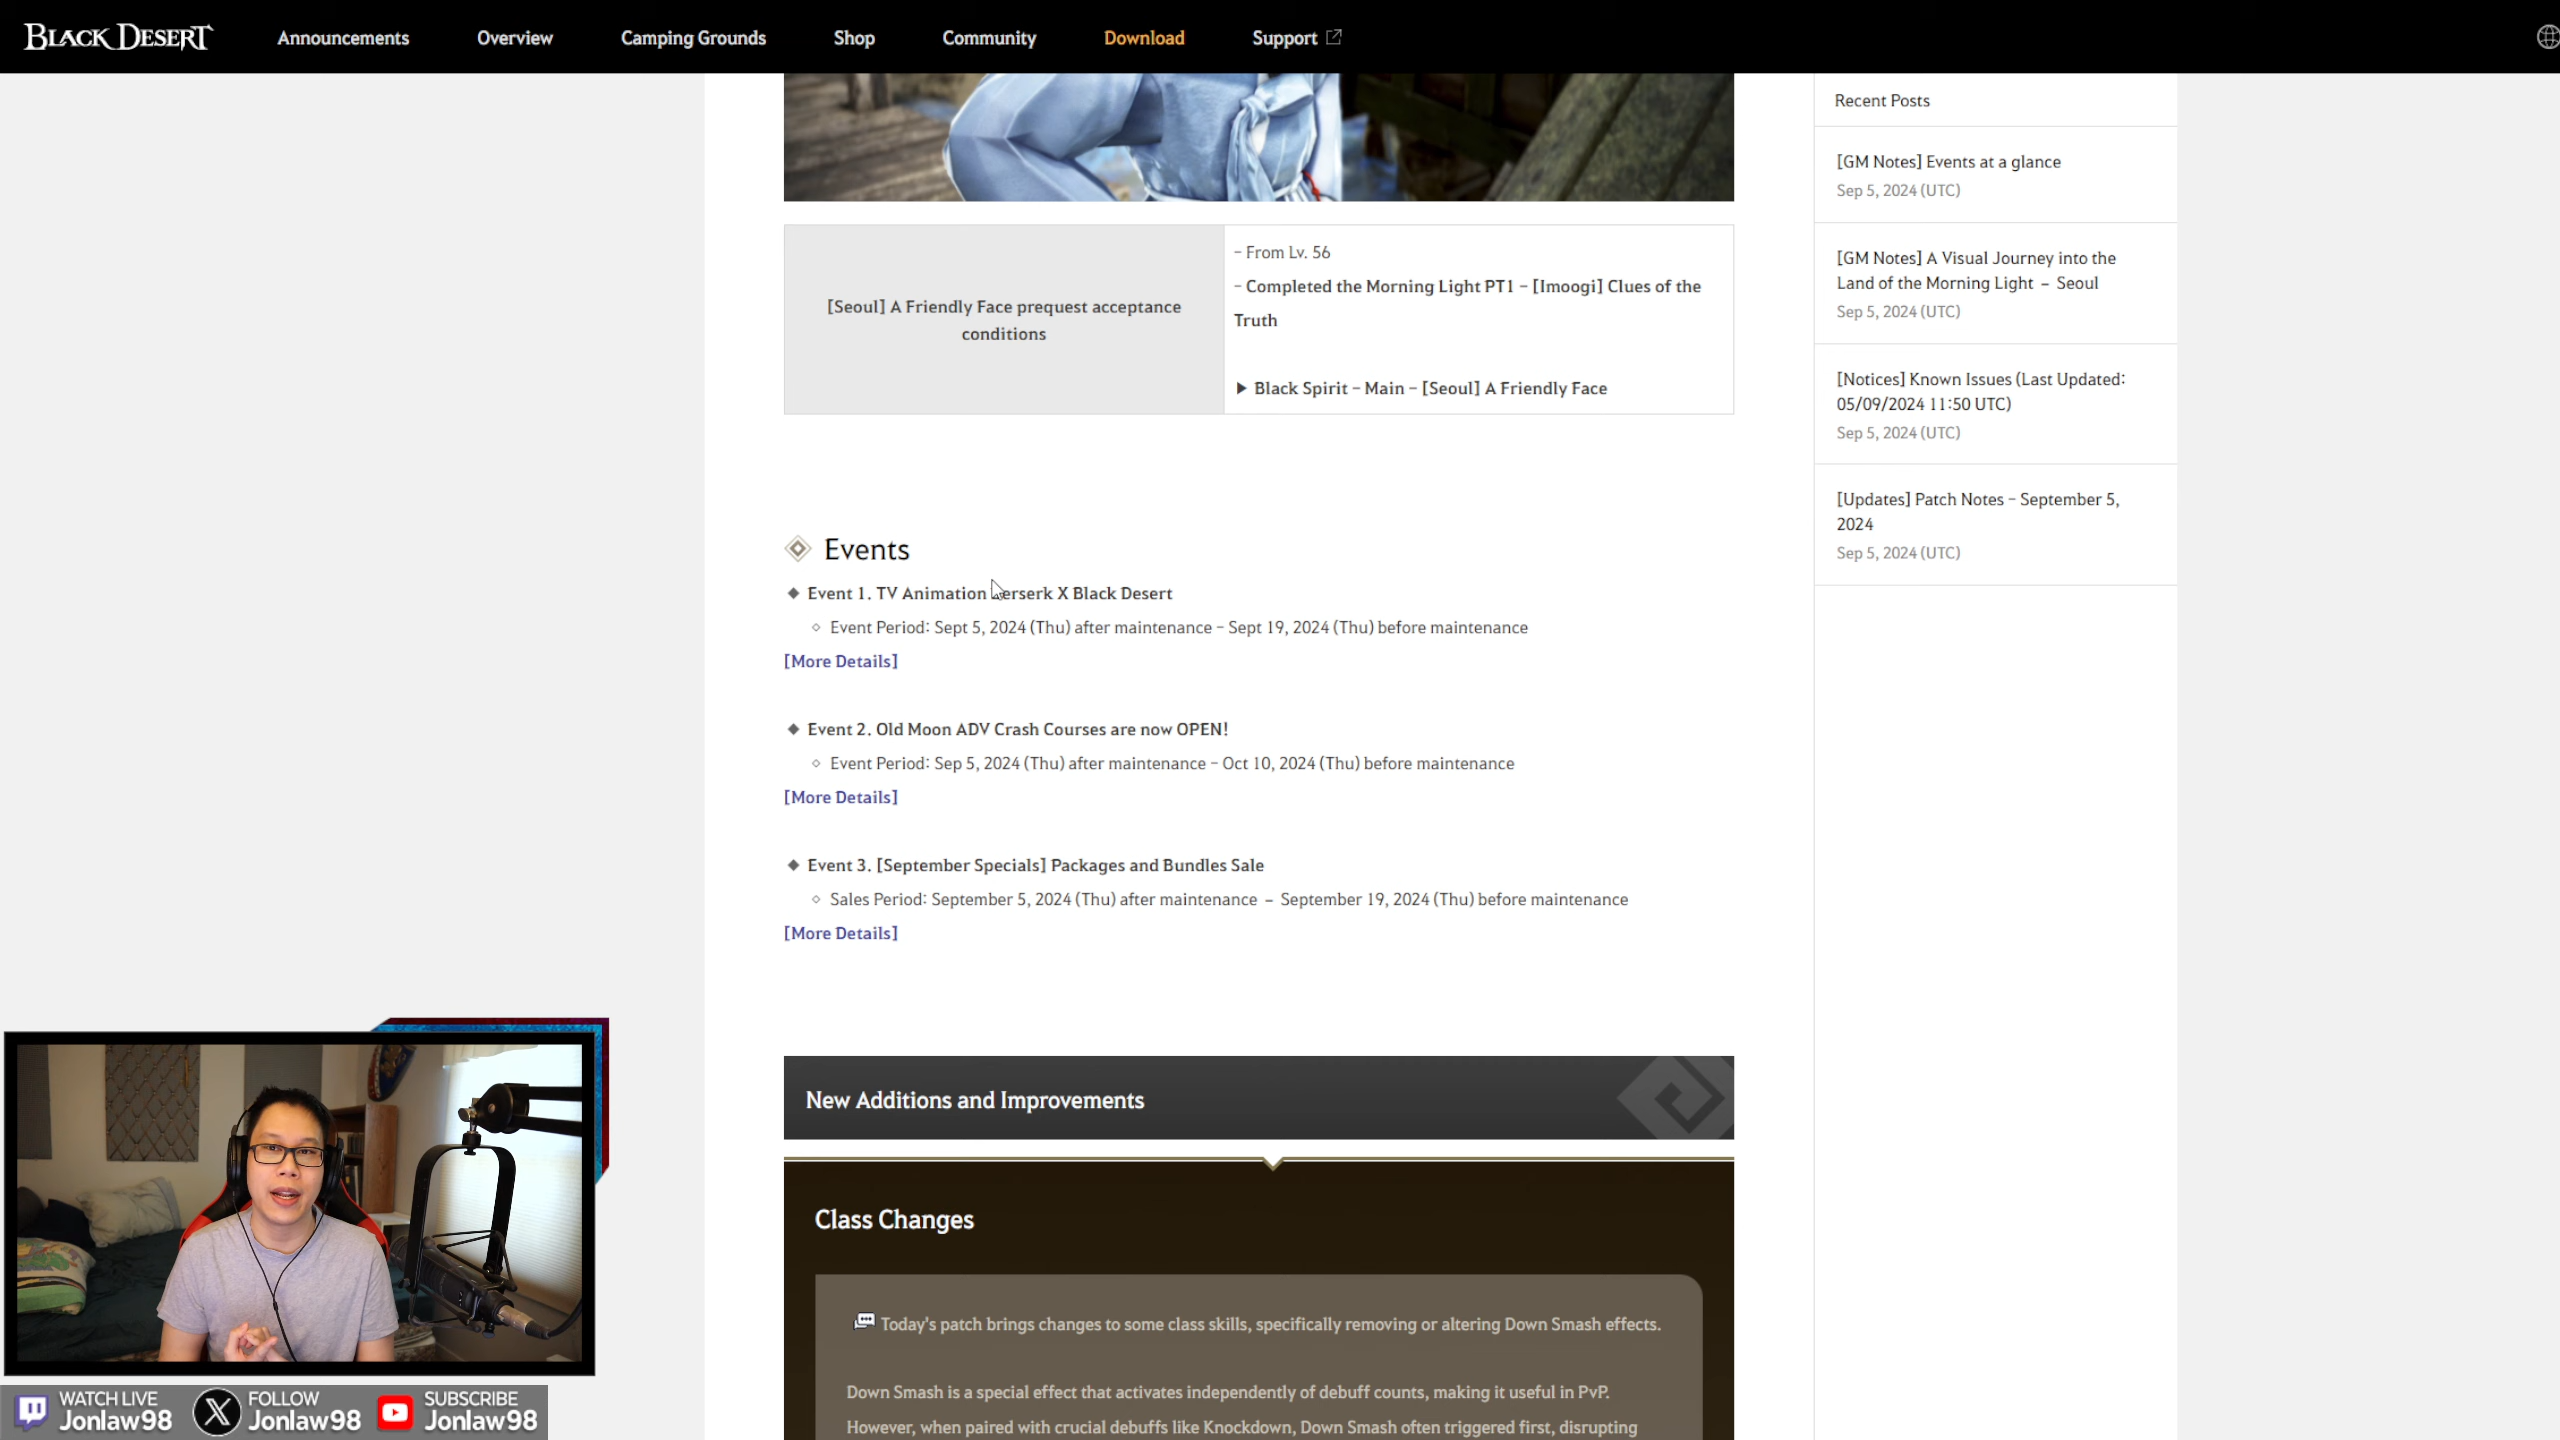 BLACK DESERT
Announcements
Overview
Camping Grounds
Shop
Community
Download
Support
[Seoul] A Friendly Face prequest acceptance
conditions
- From Lv. 56
- Completed the Morning Light PT1 - [Imoogi] Clues of the
Truth
▶ Black Spirit - Main - [Seoul] A Friendly Face
Events
◆ Event 1. TV Animation erserk X Black Desert
◇ Event Period: Sept 5, 2024 (Thu) after maintenance - Sept 19, 2024 (Thu) before maintenance
[More Details]
◆ Event 2. Old Moon ADV Crash Courses are now OPEN!
◇ Event Period: Sep 5, 2024 (Thu) after maintenance - Oct 10, 2024 (Thu) before maintenance
[More Details]
◆ Event 3. [September Specials] Packages and Bundles Sale
◇ Sales Period: September 5, 2024 (Thu) after maintenance – September 19, 2024 (Thu) before maintenance
[More Details]
New Additions and Improvements
Class Changes
Today's patch brings changes to some class skills, specifically removing or altering Down Smash effects.
Down Smash is a special effect that activates independently of debuff counts, making it useful in PvP.
However, when paired with crucial debuffs like Knockdown, Down Smash often triggered first, disrupting
Recent Posts
[GM Notes] Events at a glance
Sep 5, 2024 (UTC)
[GM Notes] A Visual Journey into the
Land of the Morning Light – Seoul
Sep 5, 2024 (UTC)
[Notices] Known Issues (Last Updated:
05/09/2024 11:50 UTC)
Sep 5, 2024 (UTC)
[Updates] Patch Notes - September 5,
2024
Sep 5, 2024 (UTC)
WATCH LIVE
Jonlaw98
FOLLOW
Jonlaw98
SUBSCRIBE
Jonlaw98